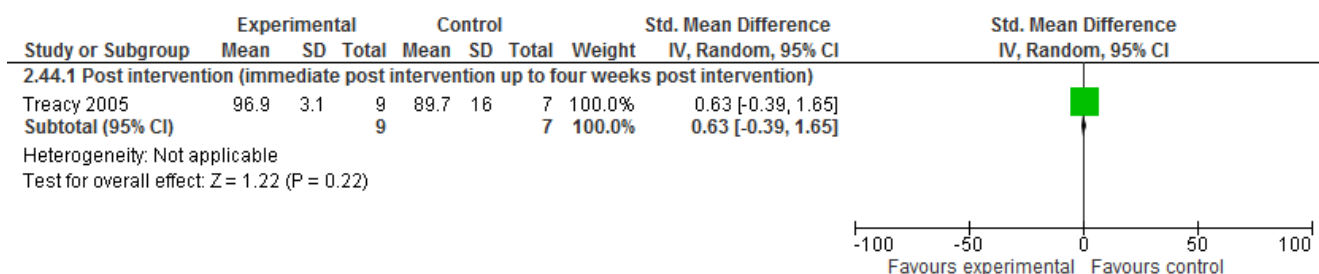 Experimental Control Std. Mean Difference Std. Mean Difference
Study or Subgroup Mean SD Total Mean SD Total Weight IV, Random, 95% CI IV, Random, 95% CI
2.44.1 Post intervention (immediate post intervention up to four weeks post intervention)
Treacy 2005 96.9 3.1 9 89.7 16 7 100.0% 0.63 [-0.39, 1.65]
Subtotal (95% CI) 9 7 100.0% 0.63 [-0.39, 1.65]
Heterogeneity: Not applicable
Test for overall effect: Z = 1.22 (P = 0.22)
-100 -50 0 50 100
Favours experimental Favours control